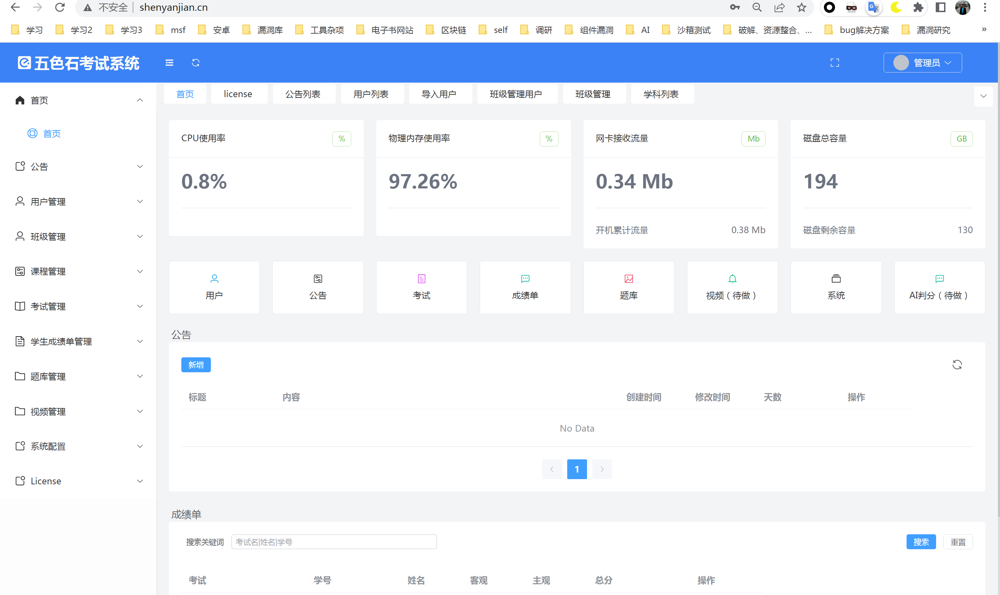 不安全 shenyanjian.cn
学习 学习2 学习3 msf 安卓 漏洞库 工具杂项 电子书网站 区块链 self 调研 组件漏洞 AI 沙箱测试 破解、资源整合、... bug解决方案 漏洞研究 »
五色石考试系统 管理员
首页 license 公告列表 用户列表 导入用户 班级管理用户 班级管理 学科列表
首页
首页
公告
用户管理
班级管理
课程管理
考试管理
学生成绩单管理
题库管理
视频管理
系统配置
License
CPU使用率 % 物理内存使用率 % 网卡接收流量 Mb 磁盘总容量 GB
0.8% 97.26% 0.34 Mb 194
开机累计流量 0.38 Mb 磁盘剩余容量 130
用户 公告 考试 成绩单 题库 视频（待做） 系统 AI判分（待做）
公告
新增
标题 内容 创建时间 修改时间 天数 操作
No Data
1
成绩单
搜索关键词 考试名|姓名|学号 搜索 重置
考试 学号 姓名 客观 主观 总分 操作